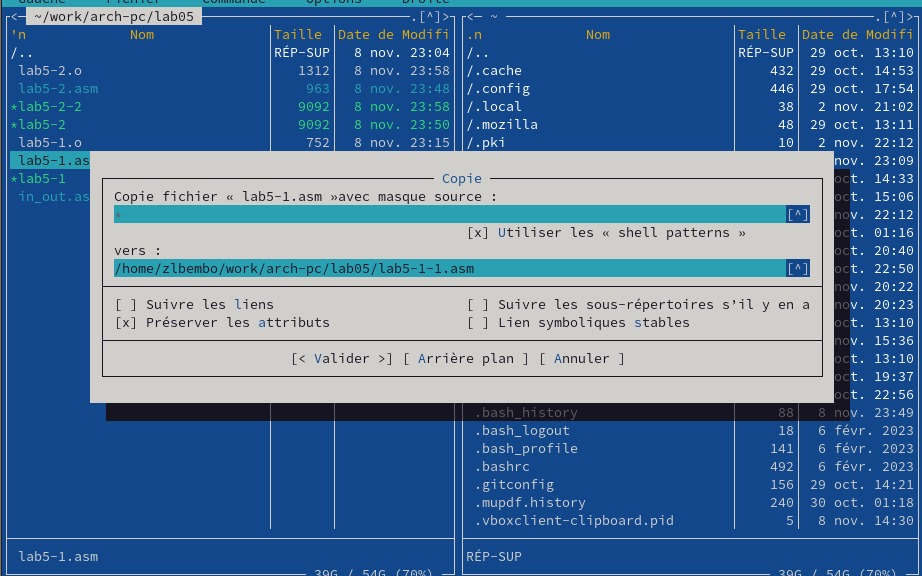 Gauche Fichier Commande Options Droite
<─ ~/work/arch-pc/lab05 .[^]> <─ ~ .[^]>
'n Nom Taille Date de Modifi .n Nom Taille Date de Modifi
/.. RÉP-SUP 8 nov. 23:04 /.. RÉP-SUP 29 oct. 13:10
lab5-2.o 1312 8 nov. 23:58 /.cache 432 29 oct. 14:53
lab5-2.asm 963 8 nov. 23:48 /.config 446 29 oct. 17:54
*lab5-2-2 9092 8 nov. 23:58 /.local 38 2 nov. 21:02
*lab5-2 9092 8 nov. 23:50 /.mozilla 48 29 oct. 13:11
lab5-1.o 752 8 nov. 23:15 /.pki 10 2 nov. 22:12
lab5-1.as nov. 23:09
*lab5-1 oct. 14:33
in_out.as oct. 15:06
Copie
Copie fichier « lab5-1.asm »avec masque source :
* [^]
[x] Utiliser les « shell patterns »
vers :
/home/zlbembo/work/arch-pc/lab05/lab5-1-1.asm [^]
[ ] Suivre les liens [ ] Suivre les sous-répertoires s'il y en a
[x] Préserver les attributs [ ] Lien symboliques stables
[< Valider >] [ Arrière plan ] [ Annuler ]
nov. 22:12
oct. 01:16
nov. 20:40
oct. 22:50
nov. 20:22
nov. 20:23
oct. 13:10
nov. 15:36
oct. 13:10
oct. 19:37
oct. 22:56
.bash_history 88 8 nov. 23:49
.bash_logout 18 6 févr. 2023
.bash_profile 141 6 févr. 2023
.bashrc 492 6 févr. 2023
.gitconfig 156 29 oct. 14:21
.mupdf.history 240 30 oct. 01:18
.vboxclient-clipboard.pid 5 8 nov. 14:30
lab5-1.asm RÉP-SUP
39G / 54G (70%) 39G / 54G (70%)